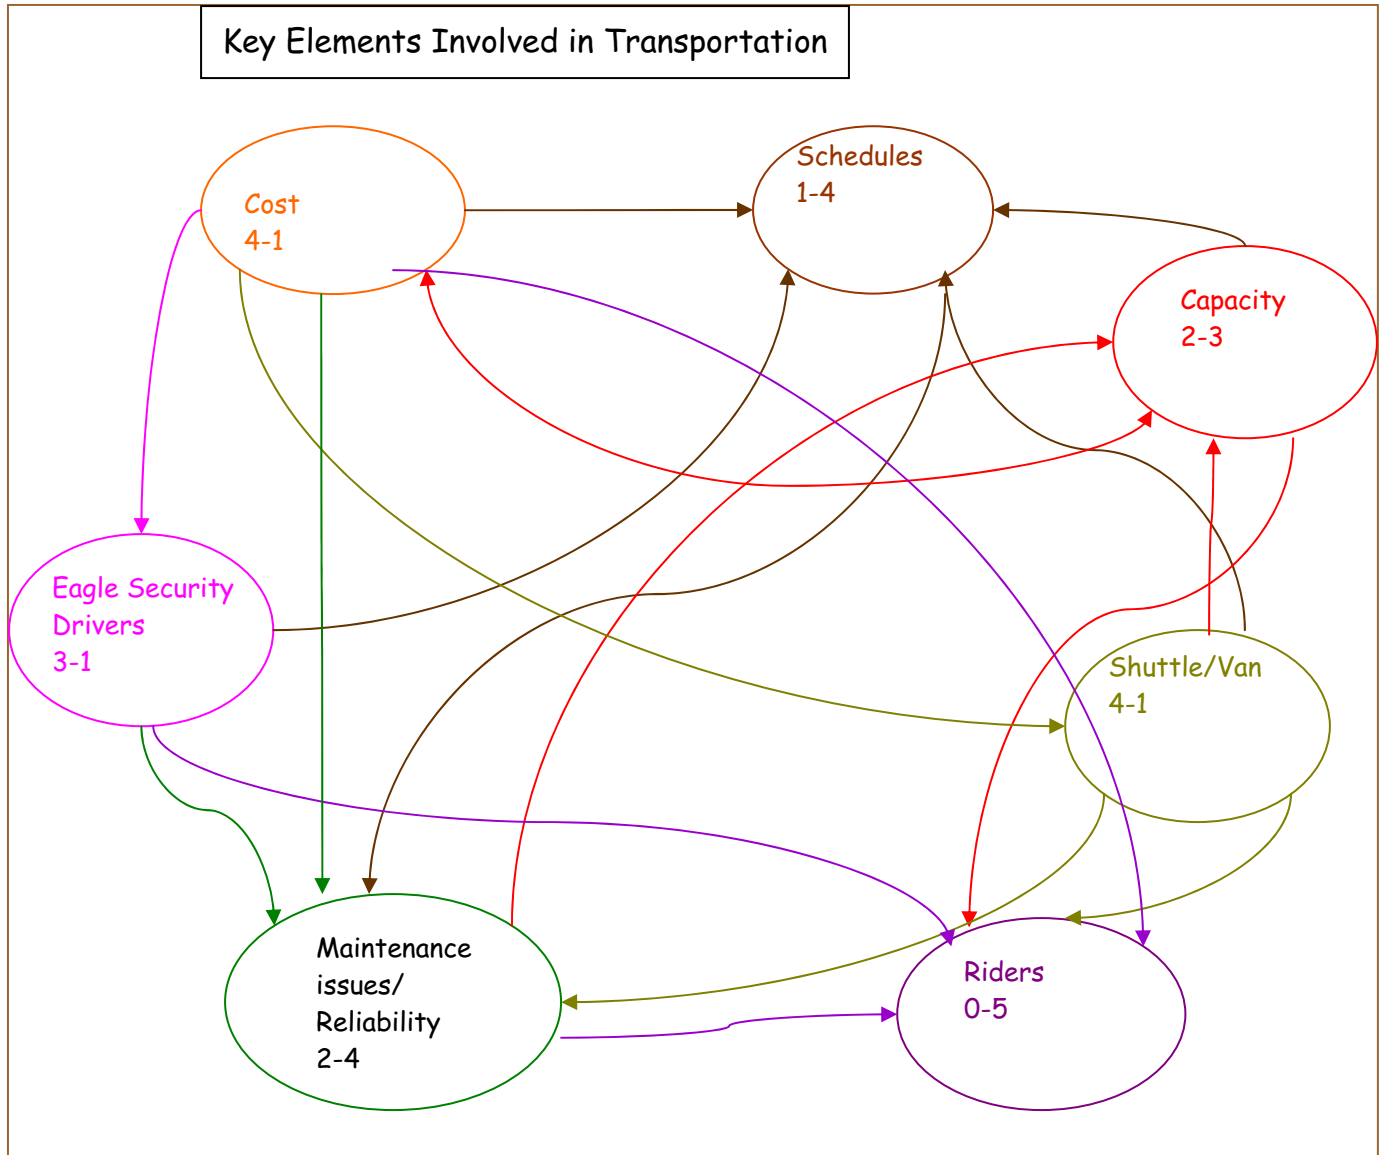 Key Elements Involved in Transportation
Cost
4-1
Schedules
1-4
Capacity
2-3
Eagle Security
Drivers
3-1
Shuttle/Van
4-1
Maintenance
issues/
Reliability
2-4
Riders
0-5